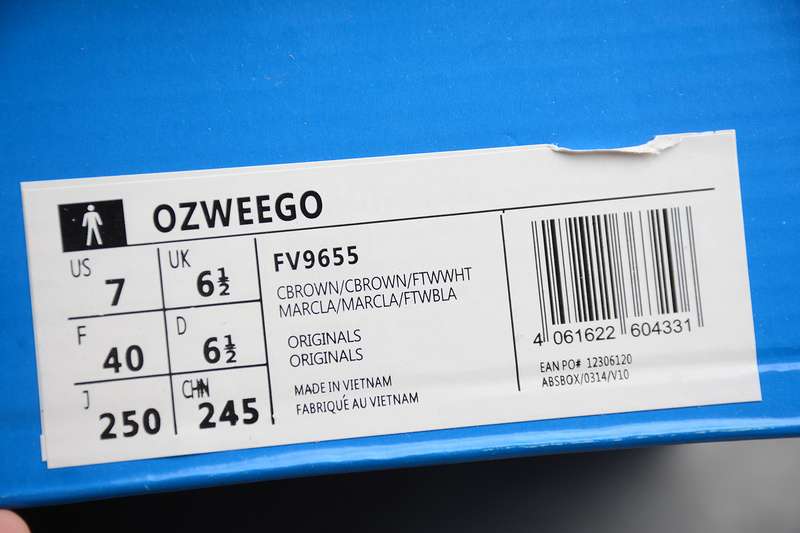 OZWEEGO
US 7 UK 6½
F 40 D 6½
J 250 CHN 245
FV9655
CBROWN/CBROWN/FTWWHT
MARCLA/MARCLA/FTWBLA
ORIGINALS
ORIGINALS
MADE IN VIETNAM
FABRIQUÉ AU VIETNAM
4 061622 604331
EAN PO# 12306120
ABSBOX/0314/V10